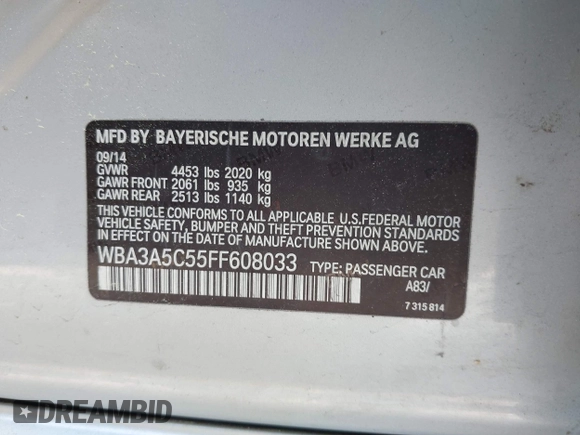 MFD BY BAYERISCHE MOTOREN WERKE AG
09/14
GVWR 4453 lbs 2020 kg
GAWR FRONT 2061 lbs 935 kg
GAWR REAR 2513 lbs 1140 kg
THIS VEHICLE CONFORMS TO ALL APPLICABLE U.S.FEDERAL MOTOR
VEHICLE SAFETY, BUMPER, AND THEFT PREVENTION STANDARDS
IN EFFECT ON THE DATE OF MANUFACTURE SHOWN ABOVE.
WBA3A5C55FF608033 TYPE: PASSENGER CAR
A83/
7 315 814
AUTOHELPERBOT.COM